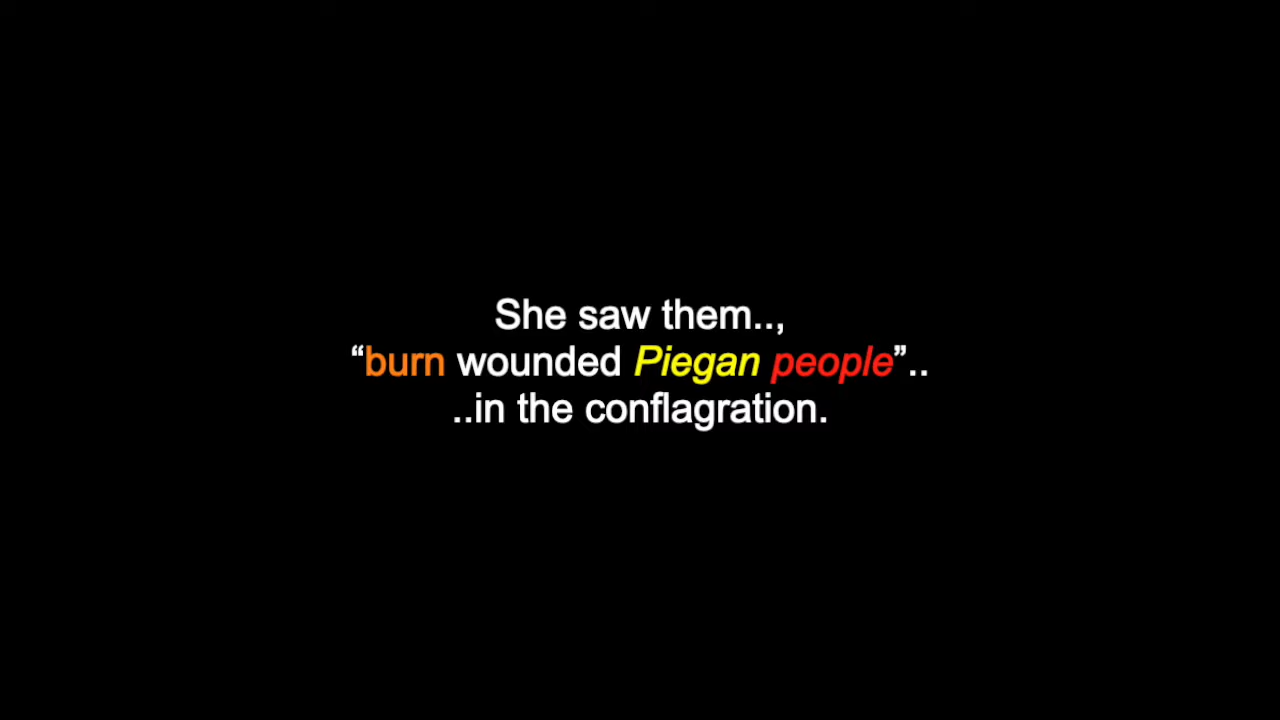 She saw them..,
“burn wounded Piegan people”..
..in the conflagration.